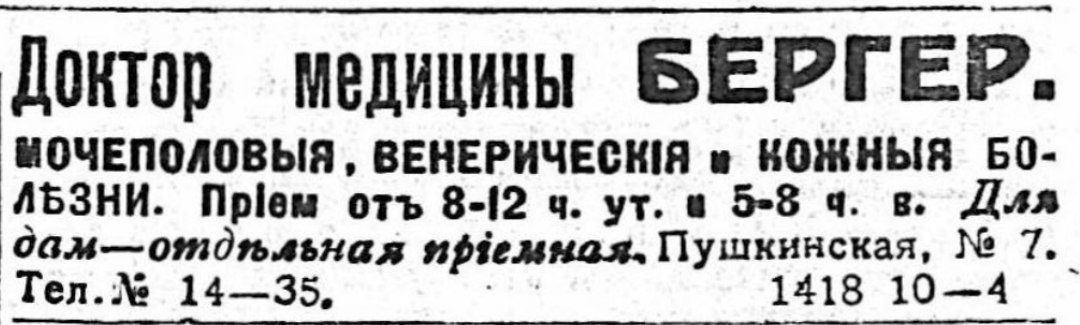 Доктор медицины БЕРГЕР.
МОЧЕПОЛОВЫЯ, ВЕНЕРИЧЕСКІЯ и КОЖНЫЯ БО-
ЛѢЗНИ. Пріем отъ 8-12 ч. ут. и 5-8 ч. в. Для
дам—отдѣльная пріемная. Пушкинская, № 7.
Тел. № 14—35. 1418 10—4